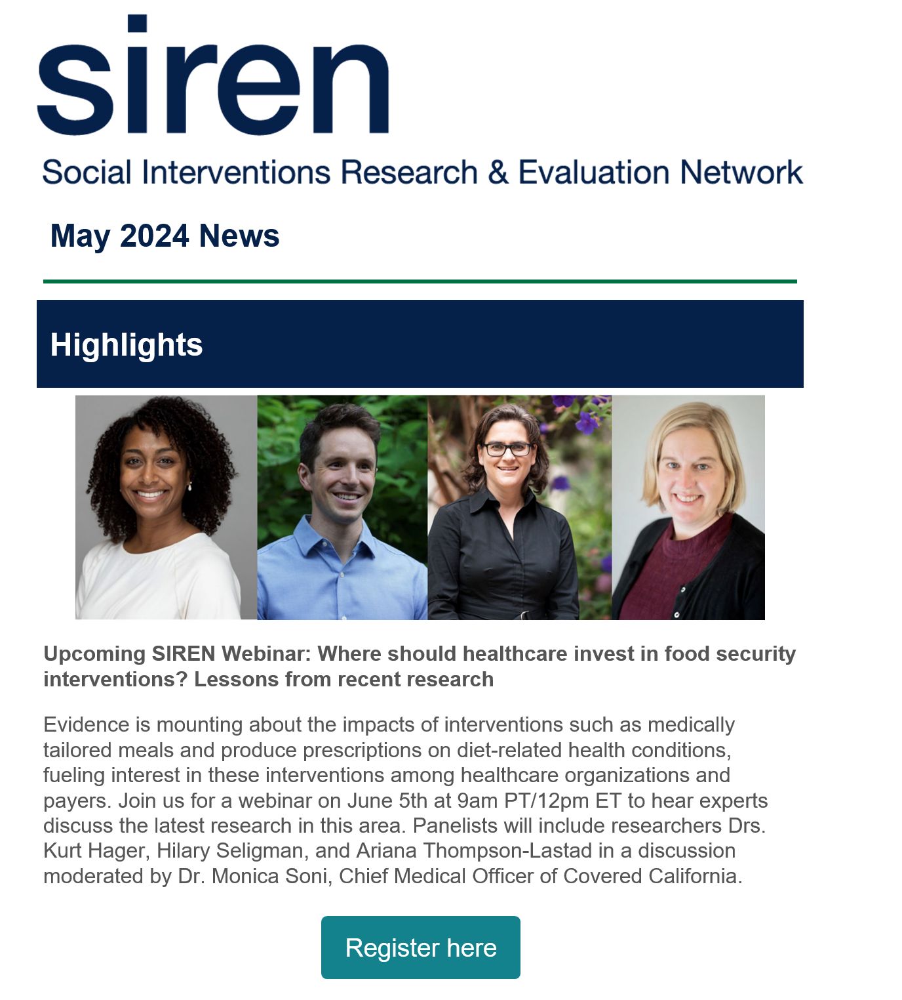 siren
Social Interventions Research & Evaluation Network
May 2024 News
Highlights
Upcoming SIREN Webinar: Where should healthcare invest in food security
interventions? Lessons from recent research
Evidence is mounting about the impacts of interventions such as medically
tailored meals and produce prescriptions on diet-related health conditions,
fueling interest in these interventions among healthcare organizations and
payers. Join us for a webinar on June 5th at 9am PT/12pm ET to hear experts
discuss the latest research in this area. Panelists will include researchers Drs.
Kurt Hager, Hilary Seligman, and Ariana Thompson-Lastad in a discussion
moderated by Dr. Monica Soni, Chief Medical Officer of Covered California.
Register here